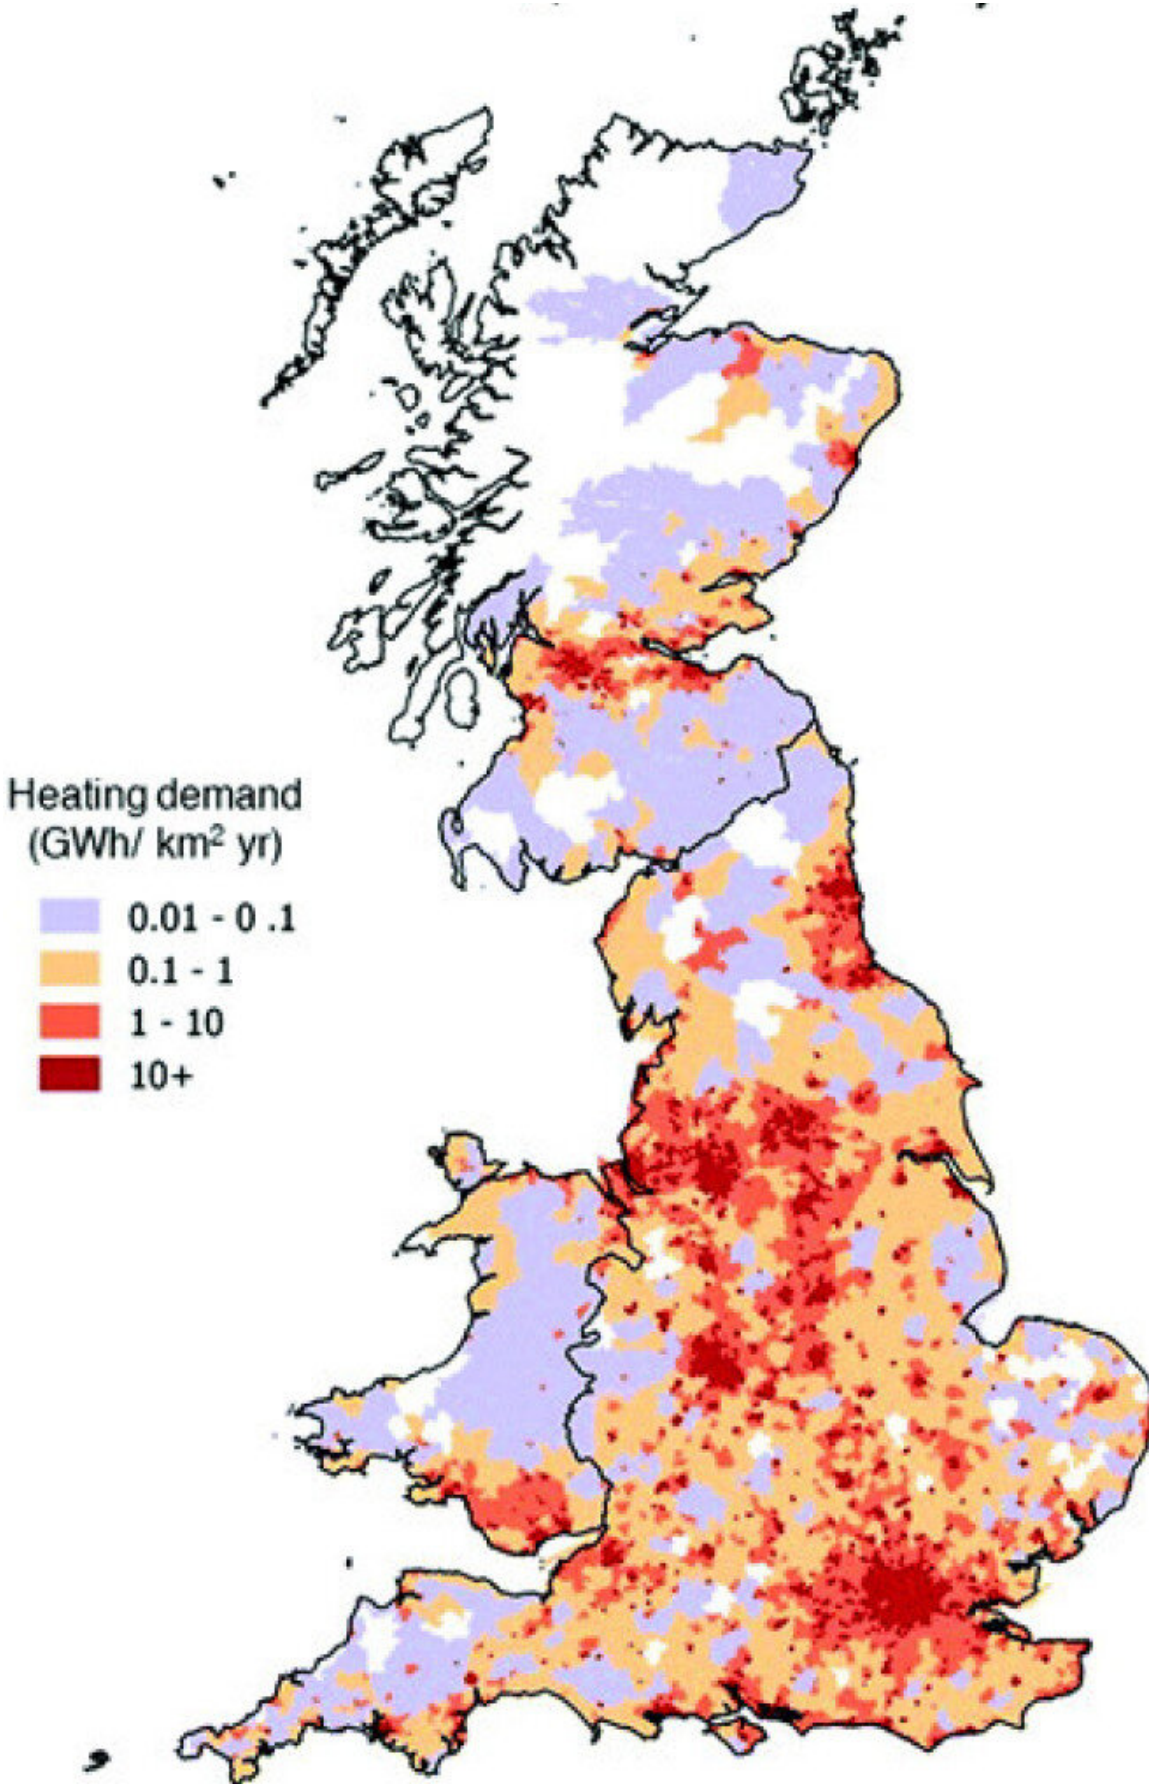 Heating demand
(GWh/ km² yr)
0.01 - 0 .1
0.1 - 1
1 - 10
10+